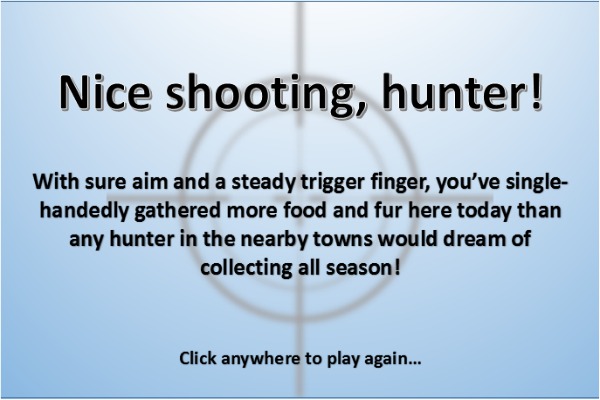 Nice shooting, hunter!
With sure aim and a steady trigger finger, you’ve single-
handedly gathered more food and fur here today than
any hunter in the nearby towns would dream of
collecting all season!
Click anywhere to play again…